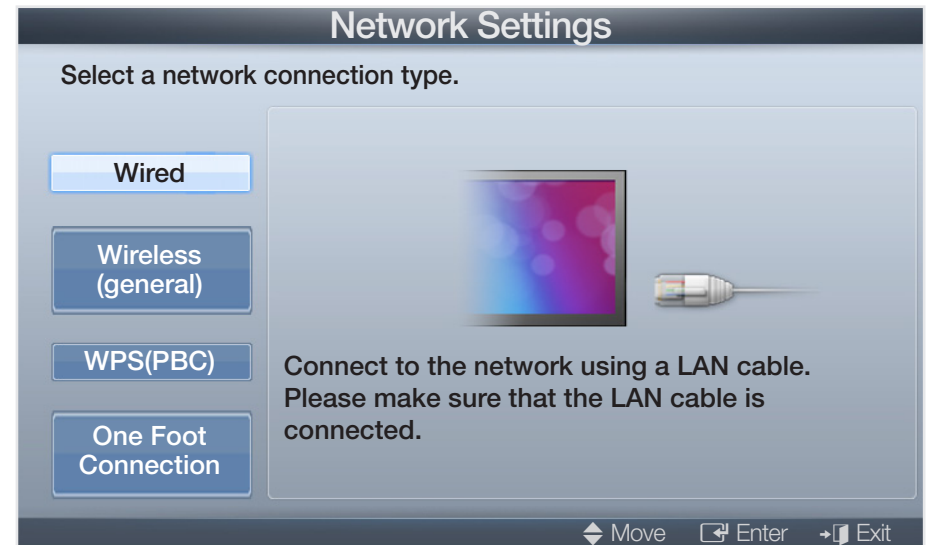 Network Settings
Select a network connection type.
Wired
Wireless
(general)
WPS(PBC)
One Foot
Connection
Connect to the network using a LAN cable.
Please make sure that the LAN cable is
connected.
Move Enter Exit